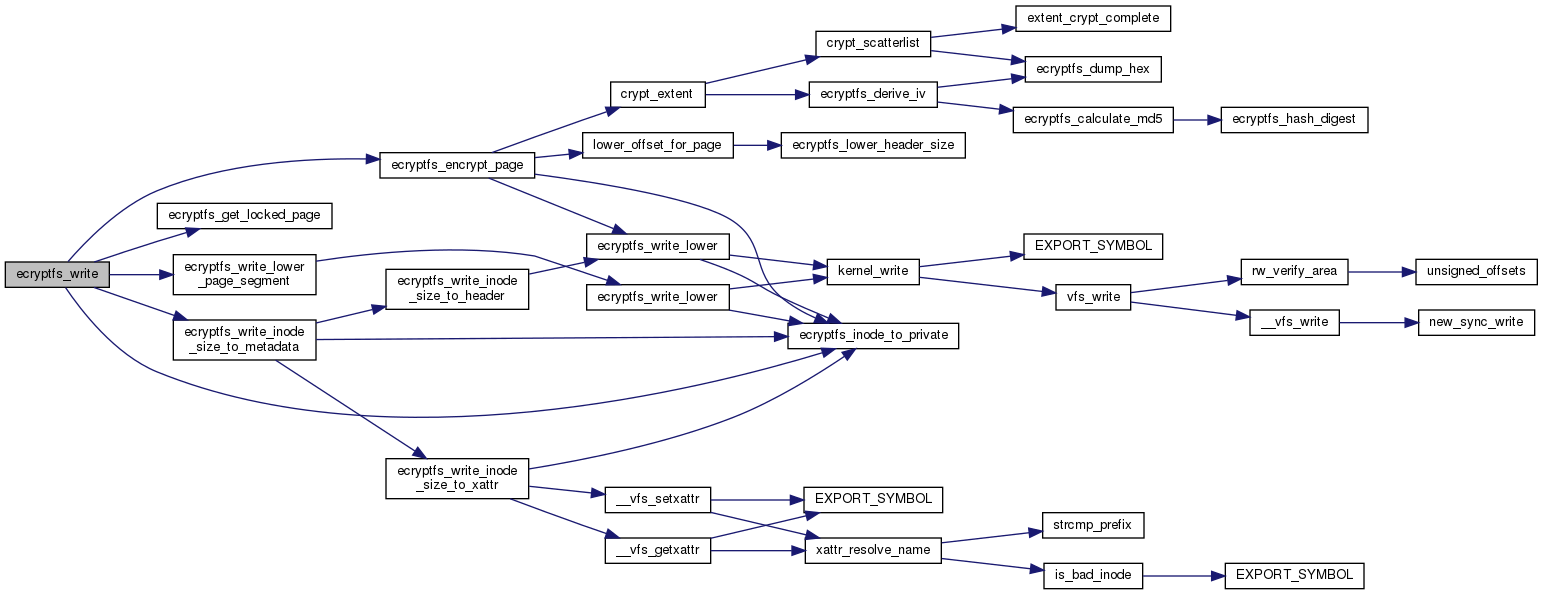 extent_crypt_complete
crypt_scatterlist
ecryptfs_dump_hex
crypt_extent
ecryptfs_derive_iv
ecryptfs_calculate_md5
ecryptfs_hash_digest
lower_offset_for_page
ecryptfs_lower_header_size
ecryptfs_encrypt_page
ecryptfs_get_locked_page
ecryptfs_write_lower
EXPORT_SYMBOL
ecryptfs_write
ecryptfs_write_lower
_page_segment
kernel_write
rw_verify_area
unsigned_offsets
ecryptfs_write_inode
_size_to_header
ecryptfs_write_lower
vfs_write
__vfs_write
new_sync_write
ecryptfs_write_inode
_size_to_metadata
ecryptfs_inode_to_private
ecryptfs_write_inode
_size_to_xattr
__vfs_setxattr
EXPORT_SYMBOL
strcmp_prefix
__vfs_getxattr
xattr_resolve_name
is_bad_inode
EXPORT_SYMBOL